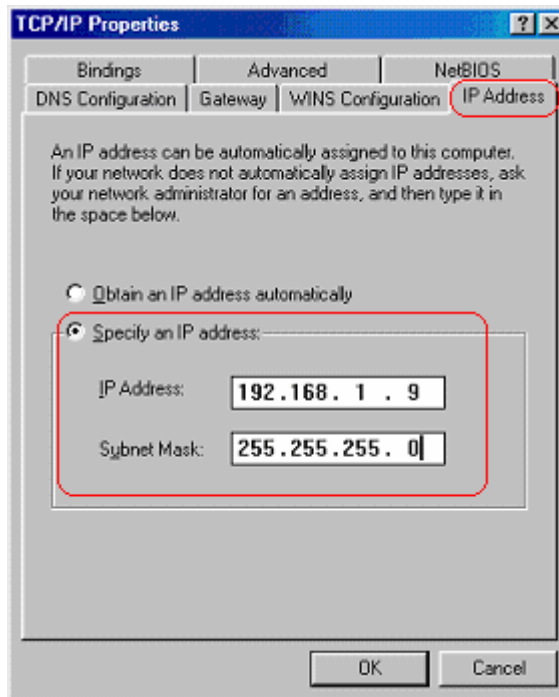 TCP/IP Properties
Bindings
Advanced
NetBIOS
DNS Configuration
Gateway
WINS Configuration
IP Address
An IP address can be automatically assigned to this computer.
If your network does not automatically assign IP addresses, ask
your network administrator for an address, and then type it in
the space below.
Obtain an IP address automatically
Specify an IP address:
IP Address:
192.168. 1 . 9
Subnet Mask:
255.255.255. 0
OK
Cancel